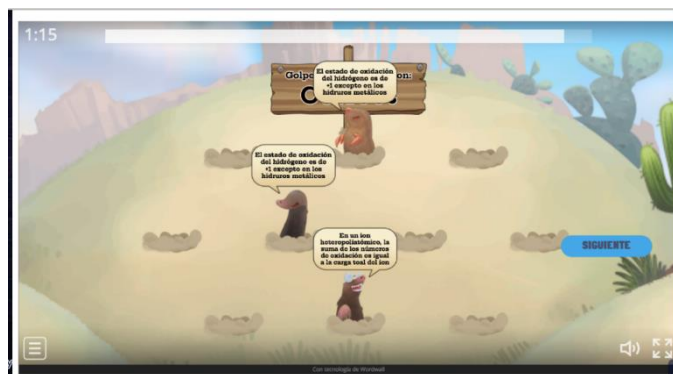 1:15
Golpe
on:
El estado de oxidación
del hidrógeno es de
+1 excepto en los
hidruros metálicos
El estado de oxidación
del hidrógeno es de
+1 excepto en los
hidruros metálicos
En un ion
heteropoliatómico, la
suma de los números
de oxidación es igual
a la carga toal del ion
SIGUIENTE
Con tecnología de Wordwall